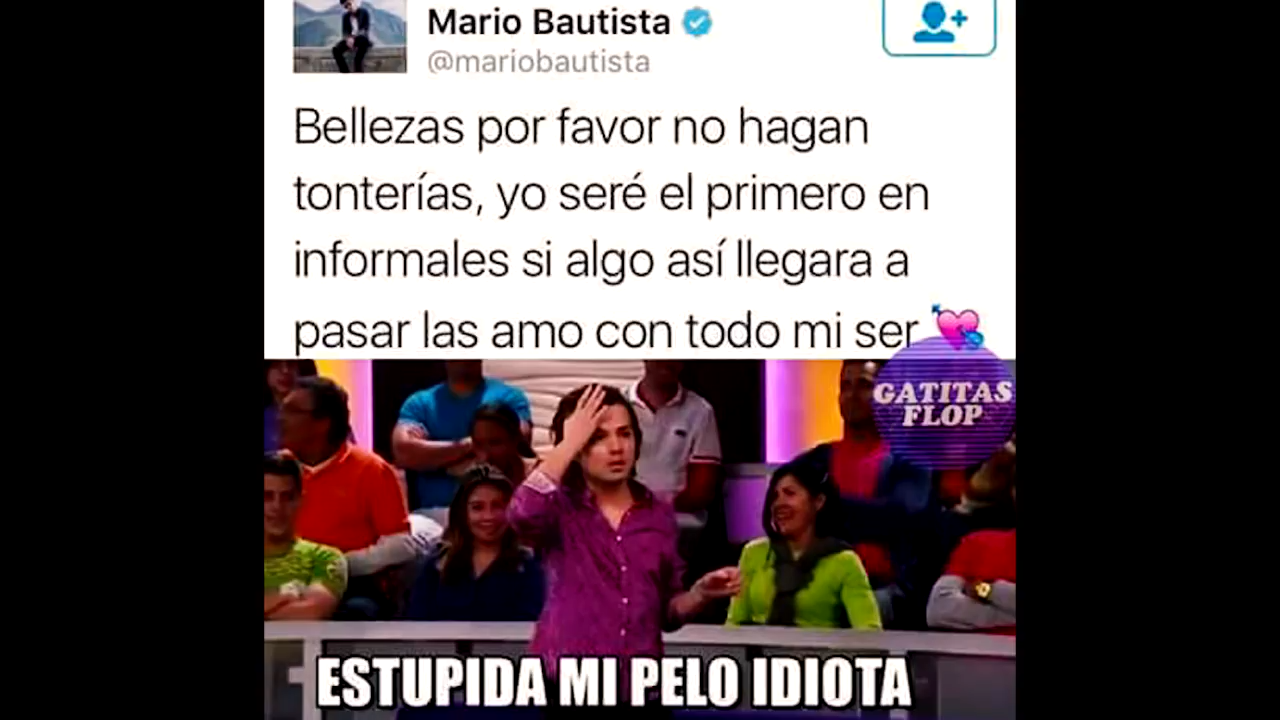 Mario Bautista
@mariobautista
Bellezas por favor no hagan
tonterías, yo seré el primero en
informales si algo así llegara a
pasar las amo con todo mi ser 💘
GATITAS
FLOP
ESTUPIDA MI PELO IDIOTA